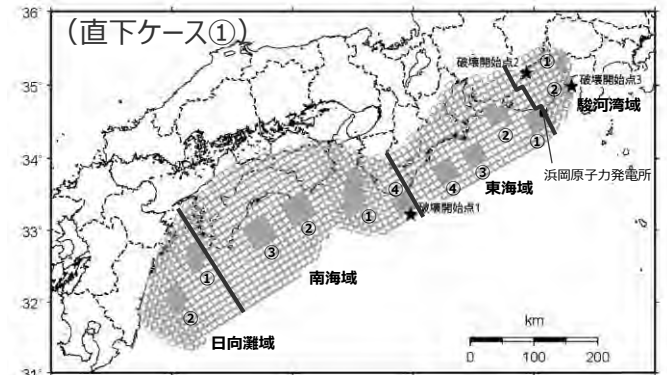 36°
(直下ケース①)
破壊開始点2
①
35°
破壊開始点3
②
駿河湾域
②
①
34°
③
浜岡原子力発電所
④
④
東海域
破壊開始点1
①
33°
②
③
①
南海域
32°
②
日向灘域
km
0 100 200
31°